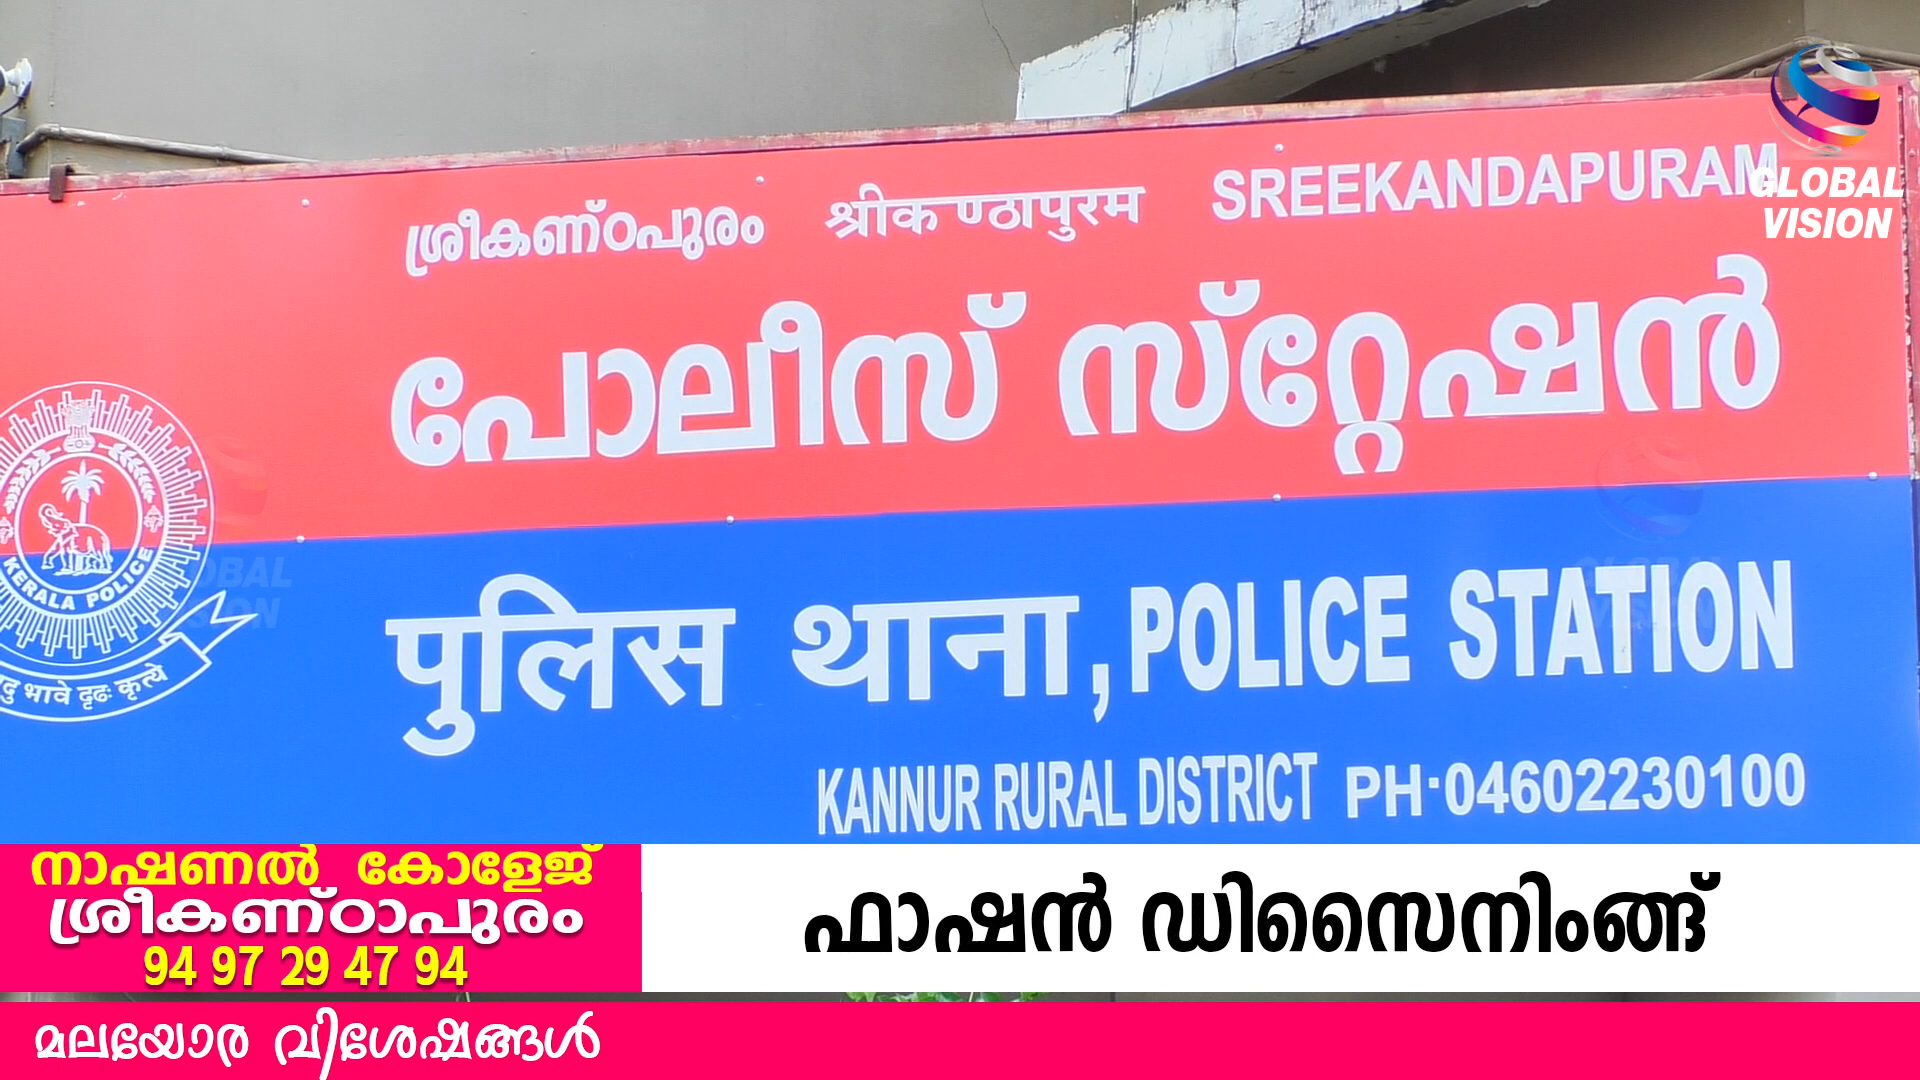 ശ്രീകണ്ഠപുരം श्रीकण्ठापुरम SREEKANDAPURAM
GLOBAL
VISION
പോലീസ് സ്റ്റേഷൻ
पुलिस थाना, POLICE STATION
KERALA POLICE
दु भावे दृढः कृत्ये
KANNUR RURAL DISTRICT PH·04602230100
നാഷണൽ കോളേജ്
ശ്രീകണ്ഠാപുരം
94 97 29 47 94
ഫാഷൻ ഡിസൈനിംങ്ങ്
മലയോര വിശേഷങ്ങൾ